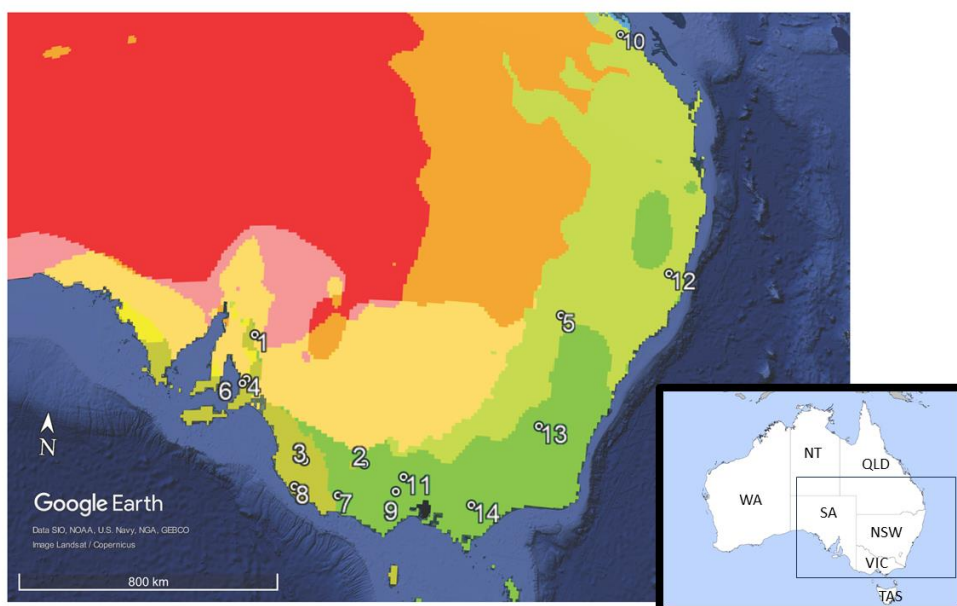 10
12
5
1
6 4
13
3 2
11
8 7 9 14
N
Google Earth
Data SIO, NOAA, U.S. Navy, NGA, GEBCO
Image Landsat / Copernicus
800 km
NT
QLD
WA
SA
NSW
VIC
TAS